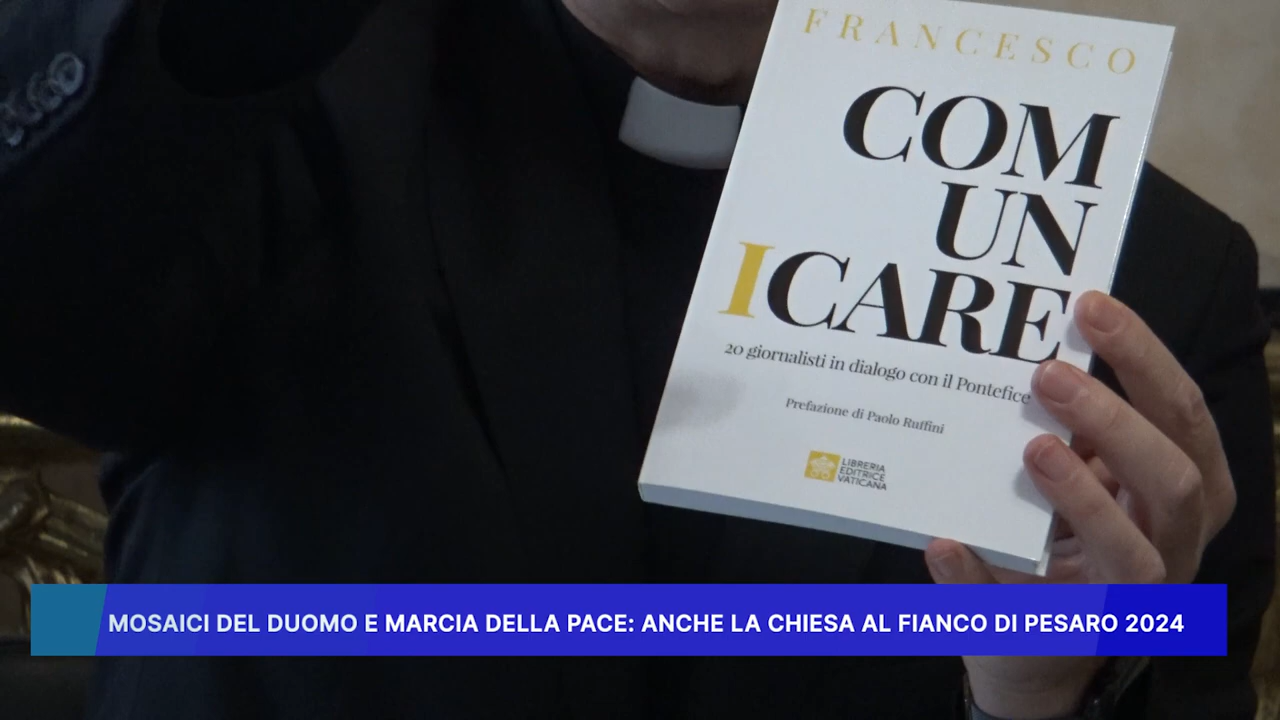 FRANCESCO
COM
UN
ICARE
20 giornalisti in dialogo con il Pontefice
Prefazione di Paolo Ruffini
LIBRERIA
EDITRICE
VATICANA
MOSAICI DEL DUOMO E MARCIA DELLA PACE: ANCHE LA CHIESA AL FIANCO DI PESARO 2024